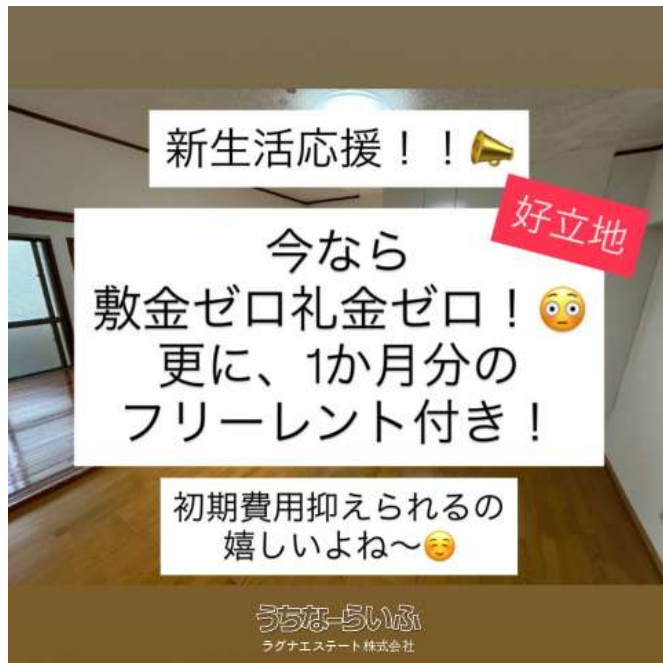 新生活応援！！📣
好立地
今なら
敷金ゼロ礼金ゼロ！😳
更に、1か月分の
フリーレント付き！
初期費用抑えられるの
嬉しいよね〜☺️
うちなーらいふ
ラグナエステート株式会社